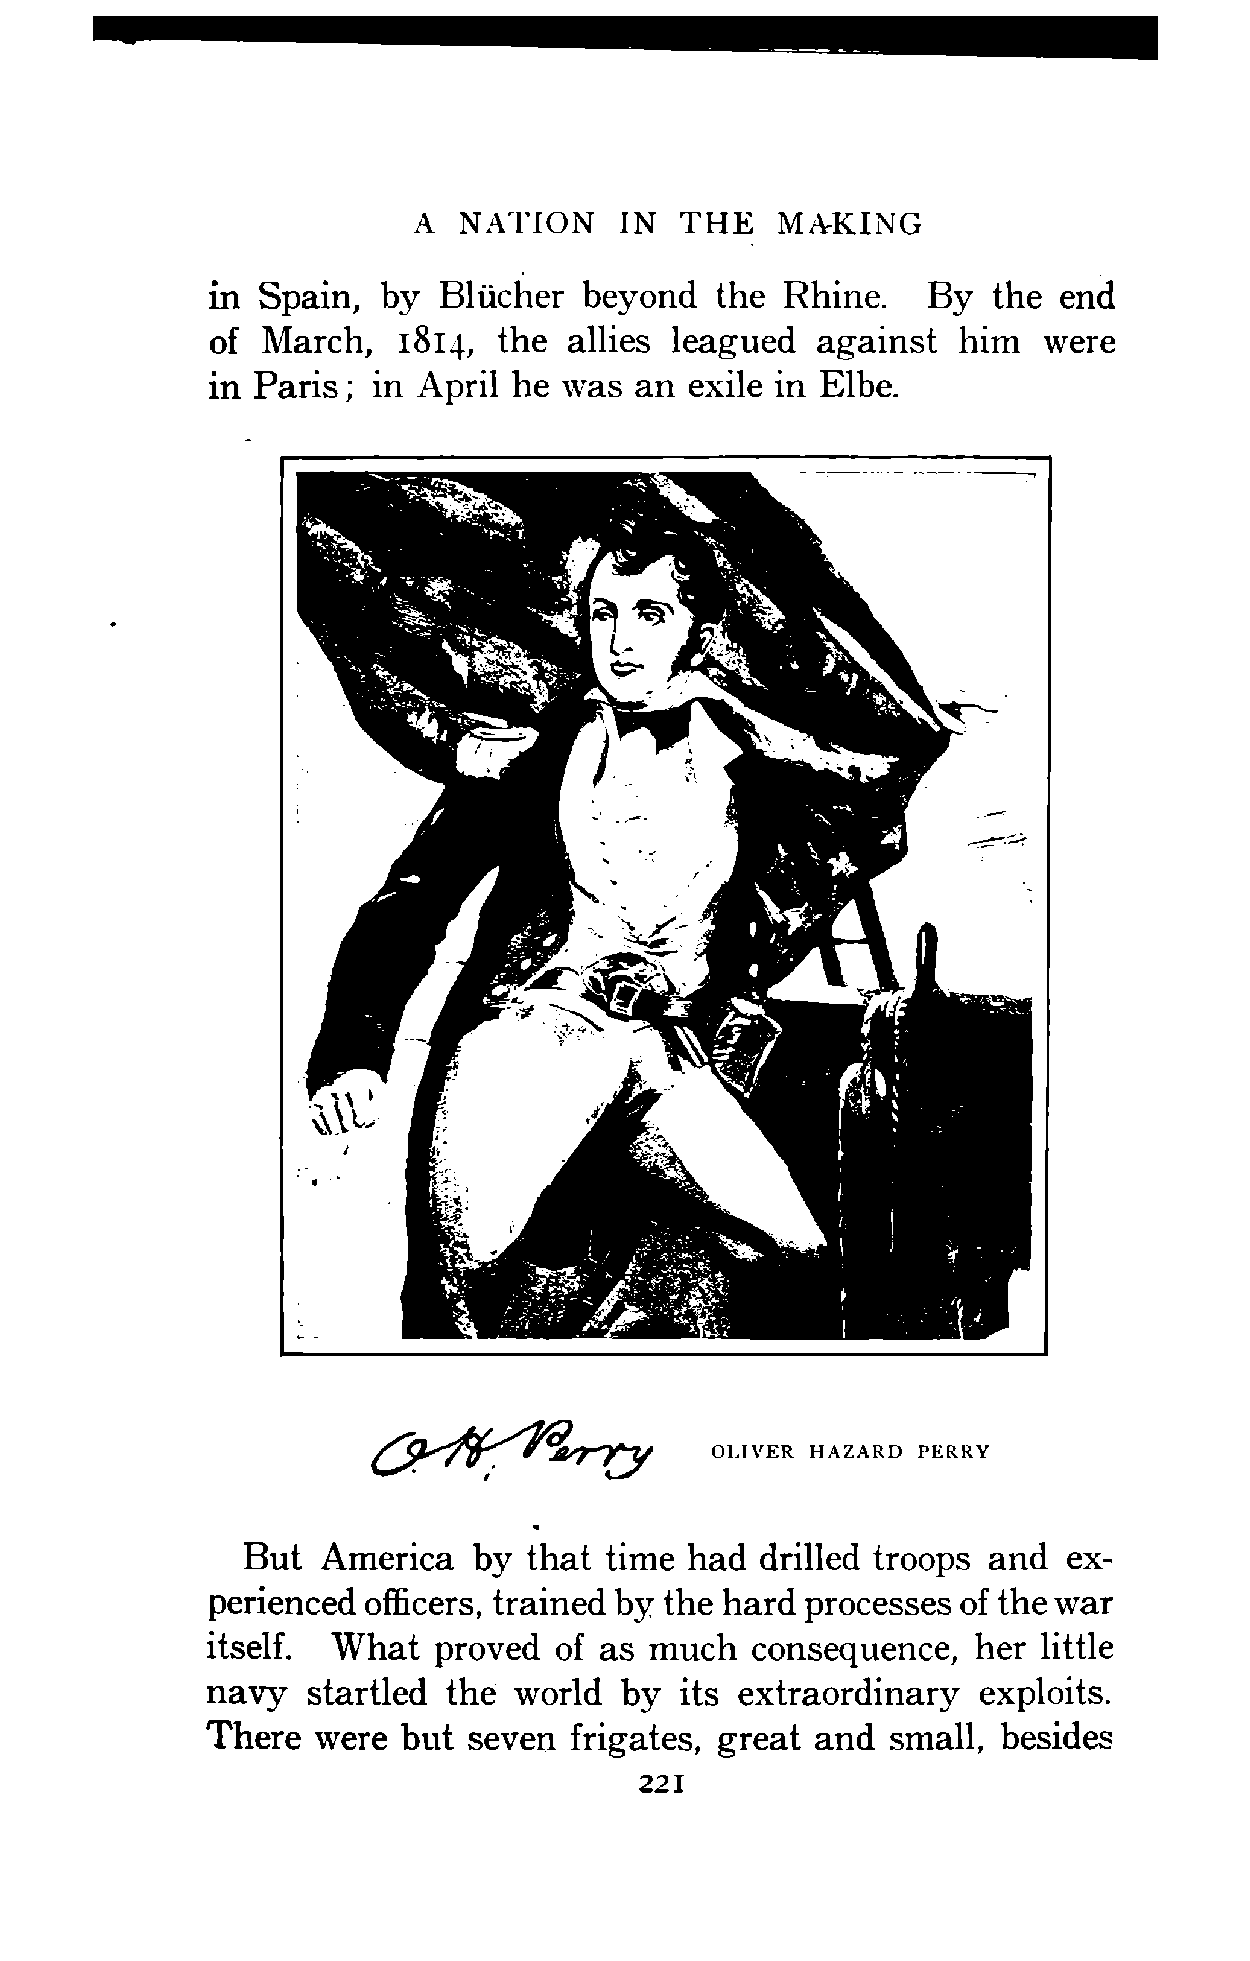 A NATION IN THE MAKING
in Spain, by Blücher beyond the Rhine. By the end
of March, 1814, the allies leagued against him were
in Paris; in April he was an exile in Elbe.
O. H. Perry OLIVER HAZARD PERRY
But America by that time had drilled troops and ex-
perienced officers, trained by the hard processes of the war
itself. What proved of as much consequence, her little
navy startled the world by its extraordinary exploits.
There were but seven frigates, great and small, besides
221